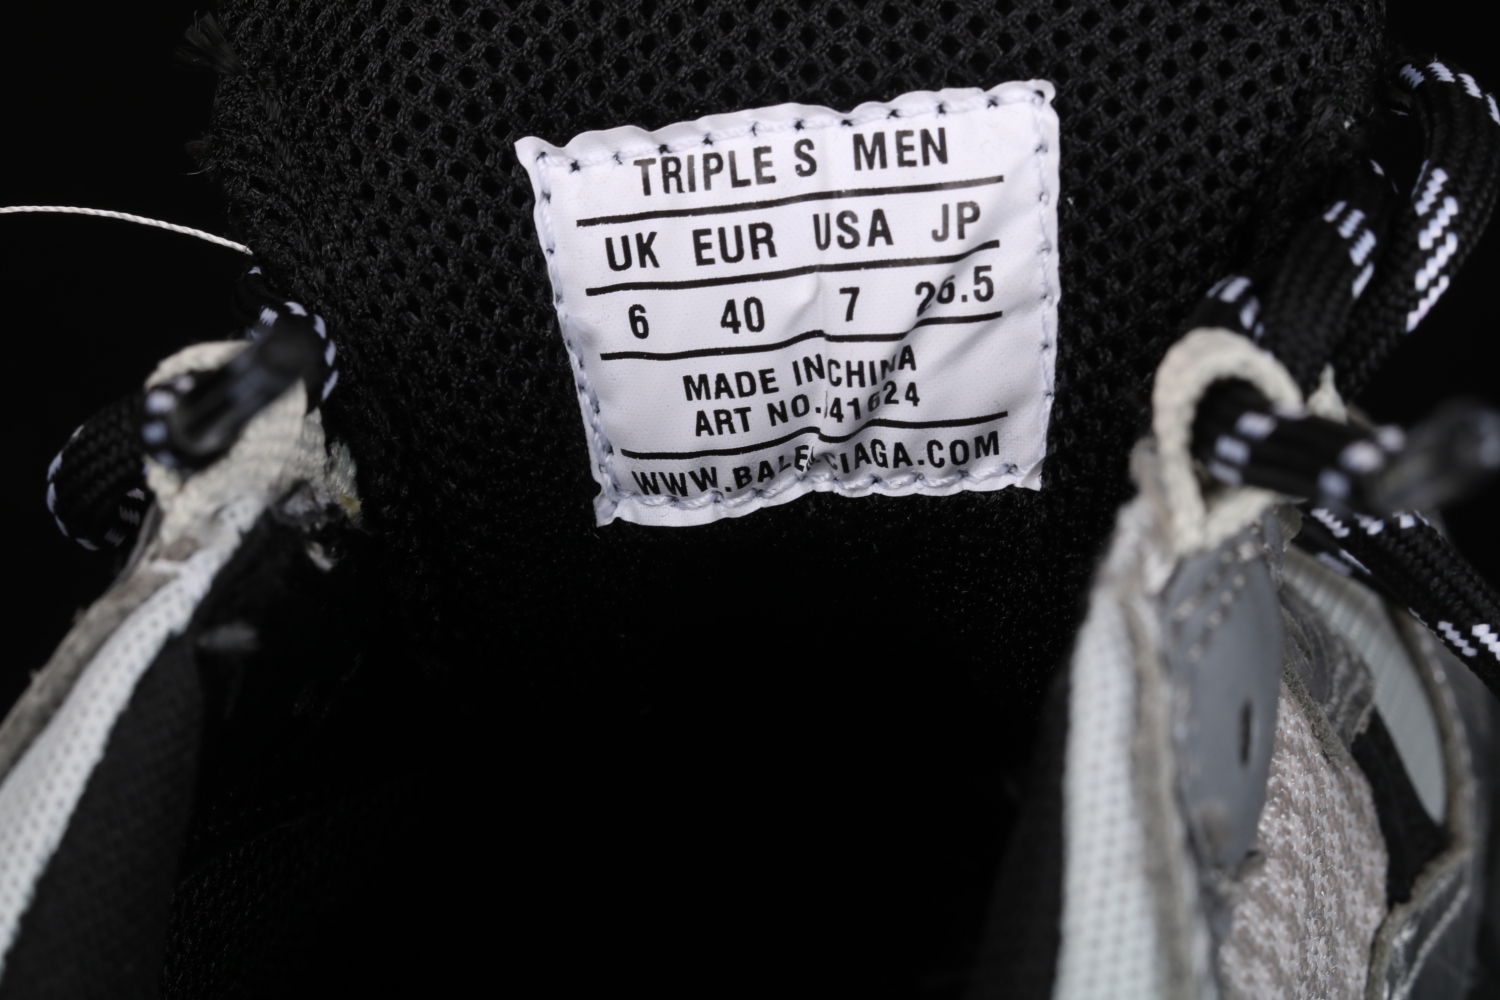 TRIPLE S MEN
UK EUR USA JP
6 40 7 26.5
MADE IN CHINA
ART NO.
WWW.BALENCIAGA.COM